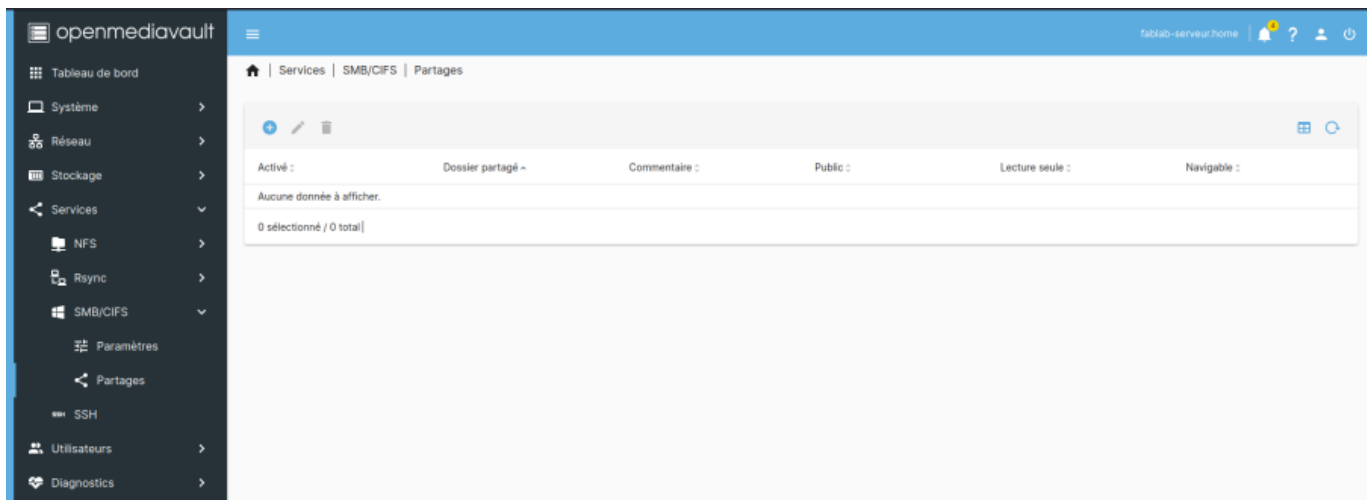 openmediavault
fablab-serveur.home
4
?
Tableau de bord
Services | SMB/CIFS | Partages
Système
Réseau
Stockage
Services
NFS
Rsync
SMB/CIFS
Paramètres
Partages
SSH
SSH
Utilisateurs
Diagnostics
Activé
Dossier partagé
Commentaire
Public
Lecture seule
Navigable
Aucune donnée à afficher.
0 sélectionné / 0 total